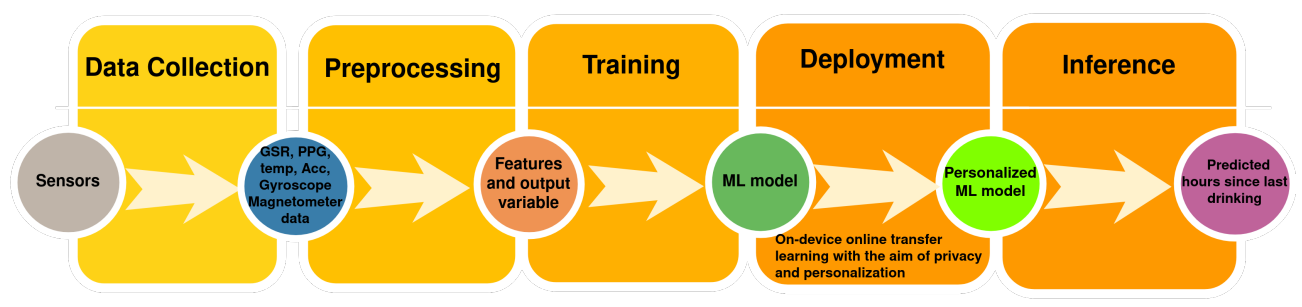 Data Collection
Preprocessing
Training
Deployment
Inference
Sensors
GSR, PPG,
temp, Acc,
Gyroscope
Magnetometer
data
Features
and output
variable
ML model
Personalized
ML model
Predicted
hours since last
drinking
On-device online transfer
learning with the aim of privacy
and personalization